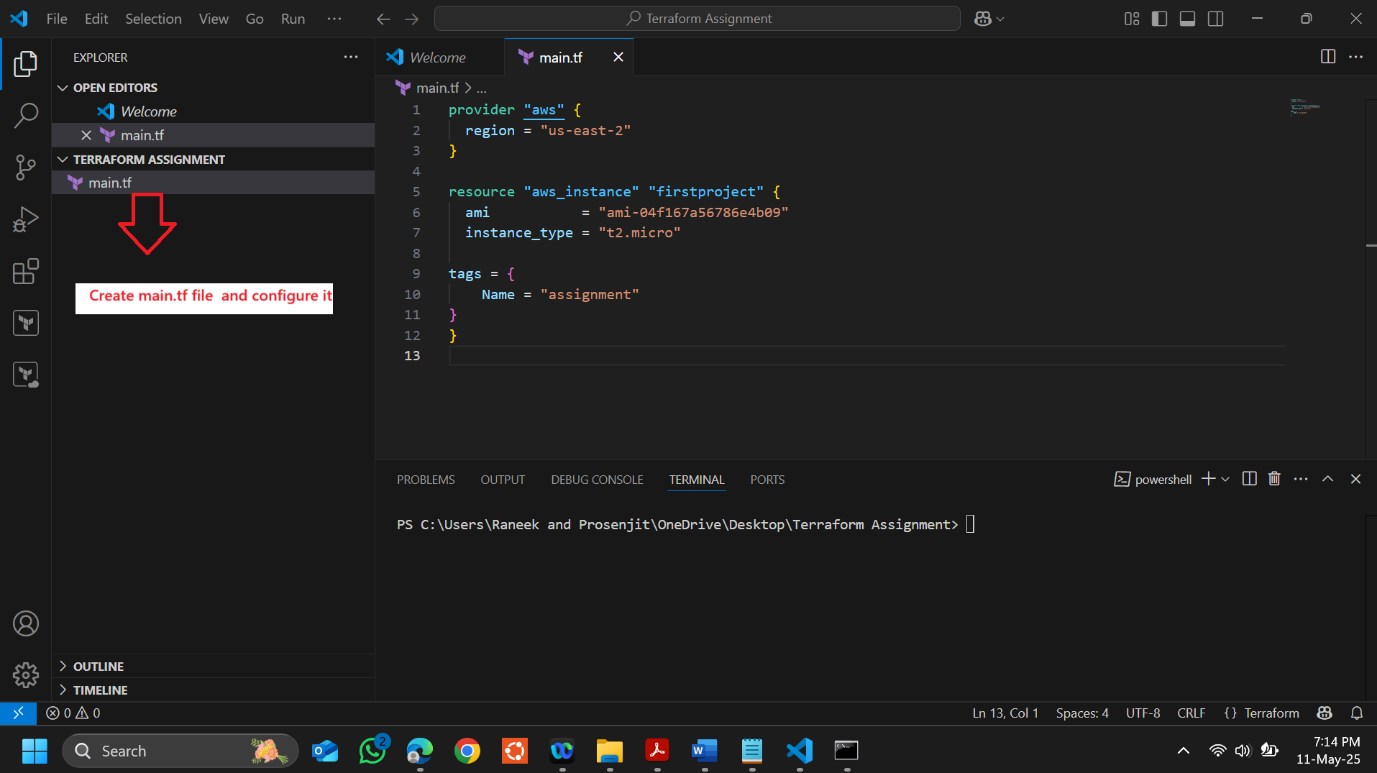 File Edit Selection View Go Run ··· Terraform Assignment
EXPLORER
OPEN EDITORS
Welcome
main.tf
TERRAFORM ASSIGNMENT
main.tf
Create main.tf file and configure it
OUTLINE
TIMELINE
Welcome main.tf
main.tf > ...
1 provider "aws" {
2 region = "us-east-2"
3 }
4
5 resource "aws_instance" "firstproject" {
6 ami = "ami-04f167a56786e4b09"
7 instance_type = "t2.micro"
8
9 tags = {
10 Name = "assignment"
11 }
12 }
13
PROBLEMS OUTPUT DEBUG CONSOLE TERMINAL PORTS powershell
PS C:\Users\Raneek and Prosenjit\OneDrive\Desktop\Terraform Assignment>
0 0 Ln 13, Col 1 Spaces: 4 UTF-8 CRLF {} Terraform
Search 2 7:14 PM
11-May-25